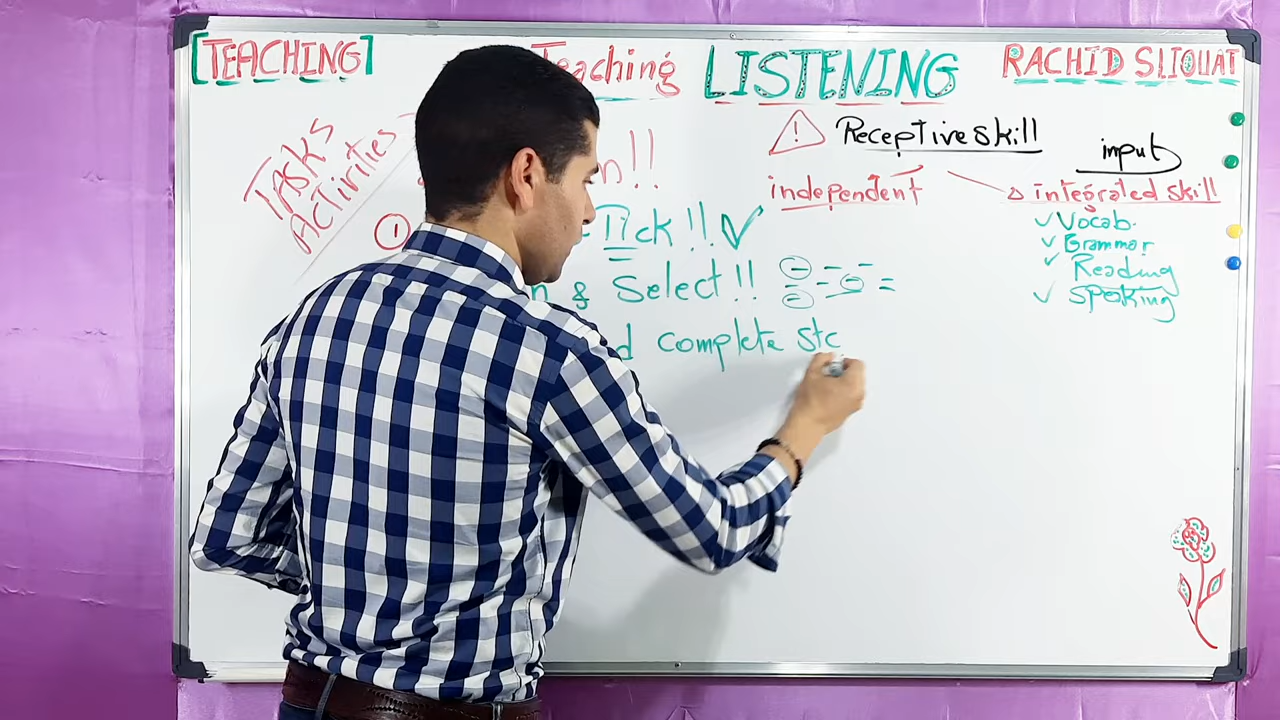 [TEACHING]
Teaching LISTENING
RACHID SLIOUAT
TASKS
ACTIVITIES
! Receptive skill
input
independent
integrated skill
✓ Vocab.
✓ Grammar
✓ Reading
✓ Speaking
①
Tick !! ✓
& Select !!
complete stc